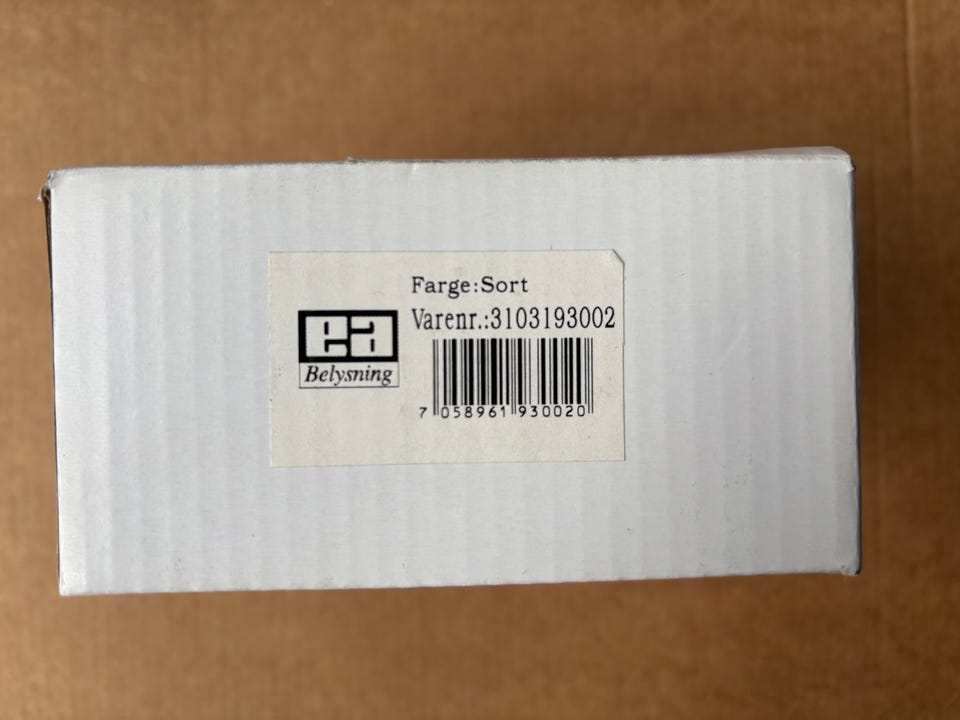 Farge:Sort
Varenr.:3103193002
ea
Belysning
7 058961 930020